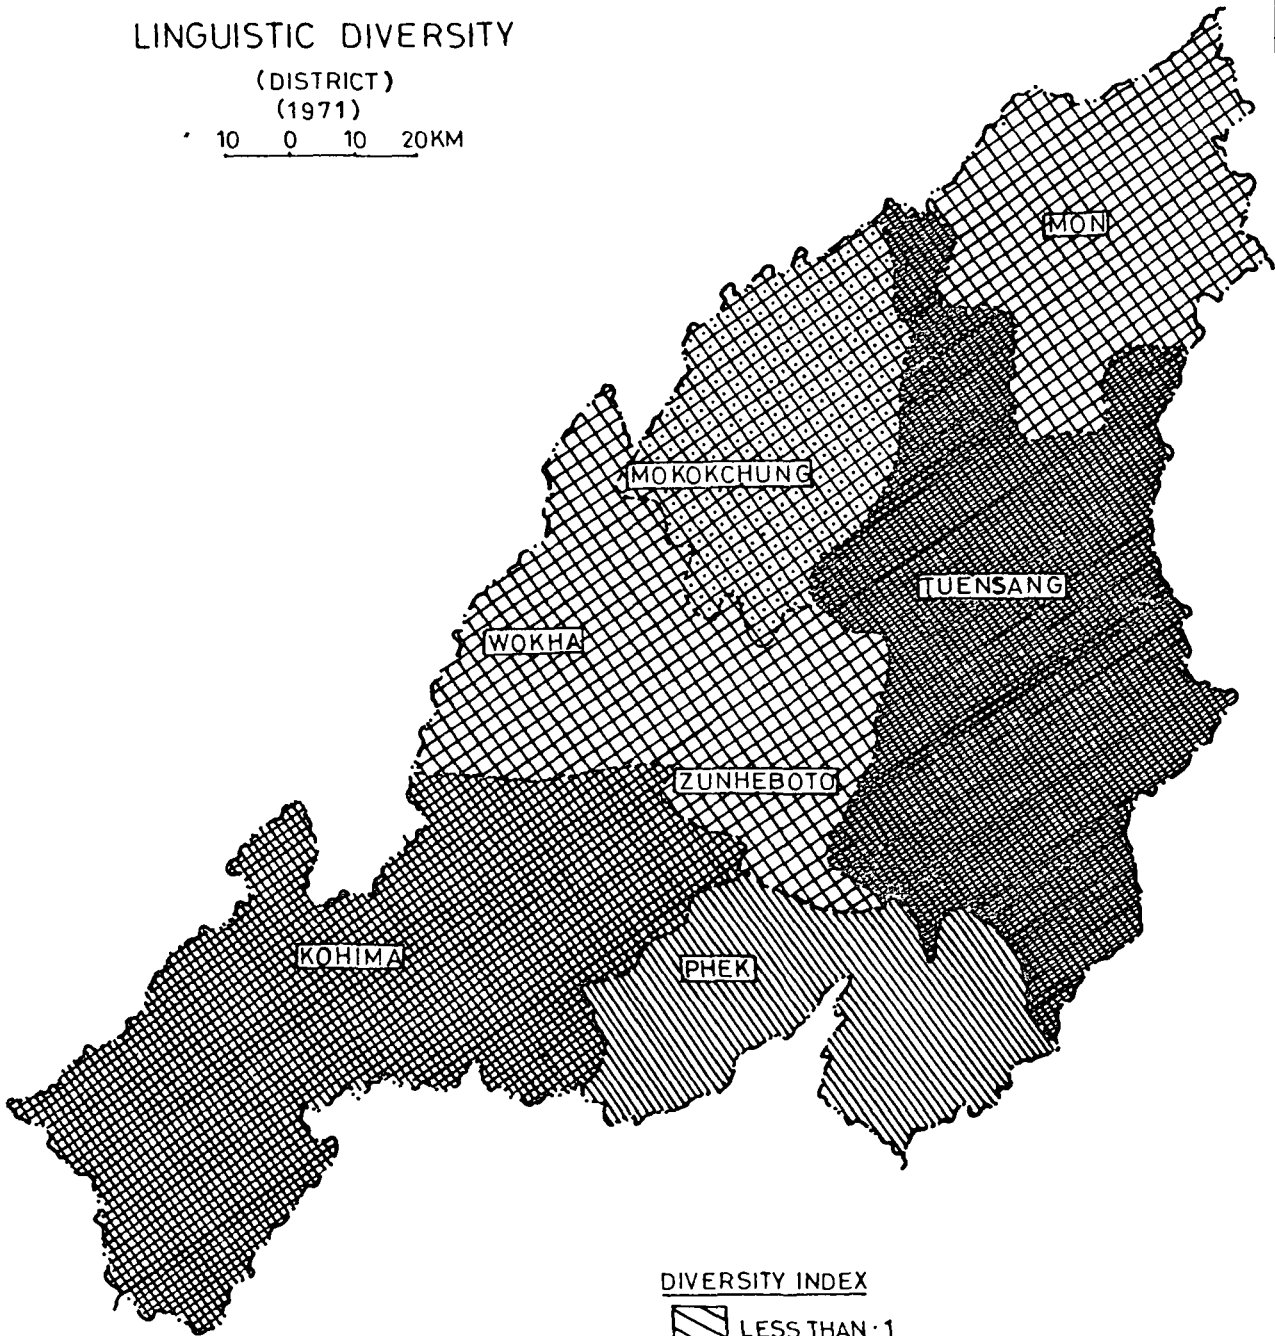 LINGUISTIC DIVERSITY
(DISTRICT)
(1971)
10 0 10 20KM
MON
MOKOKCHUNG
TUENSANG
WOKHA
ZUNHEBOTO
KOHIMA
PHEK
DIVERSITY INDEX
LESS THAN ·1